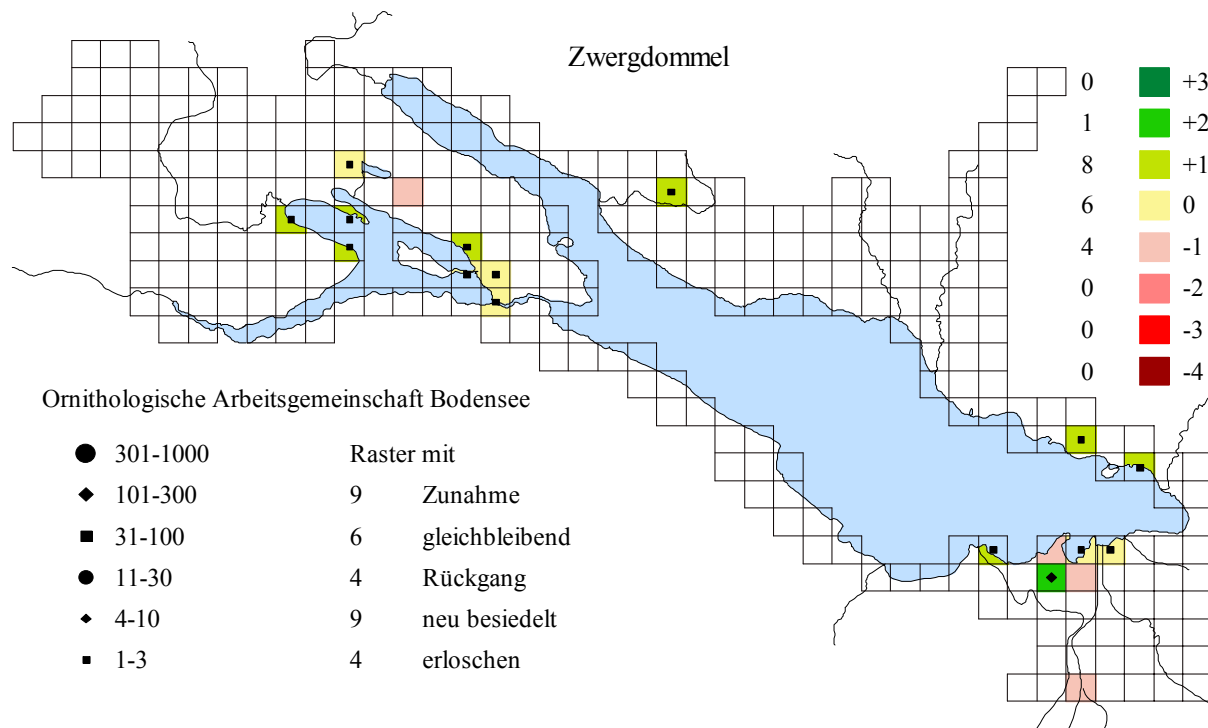 Zwergdommel
0 +3
1 +2
8 +1
6 0
4 -1
0 -2
0 -3
0 -4
Ornithologische Arbeitsgemeinschaft Bodensee
301-1000 Raster mit
101-300 9 Zunahme
31-100 6 gleichbleibend
11-30 4 Rückgang
4-10 9 neu besiedelt
1-3 4 erloschen